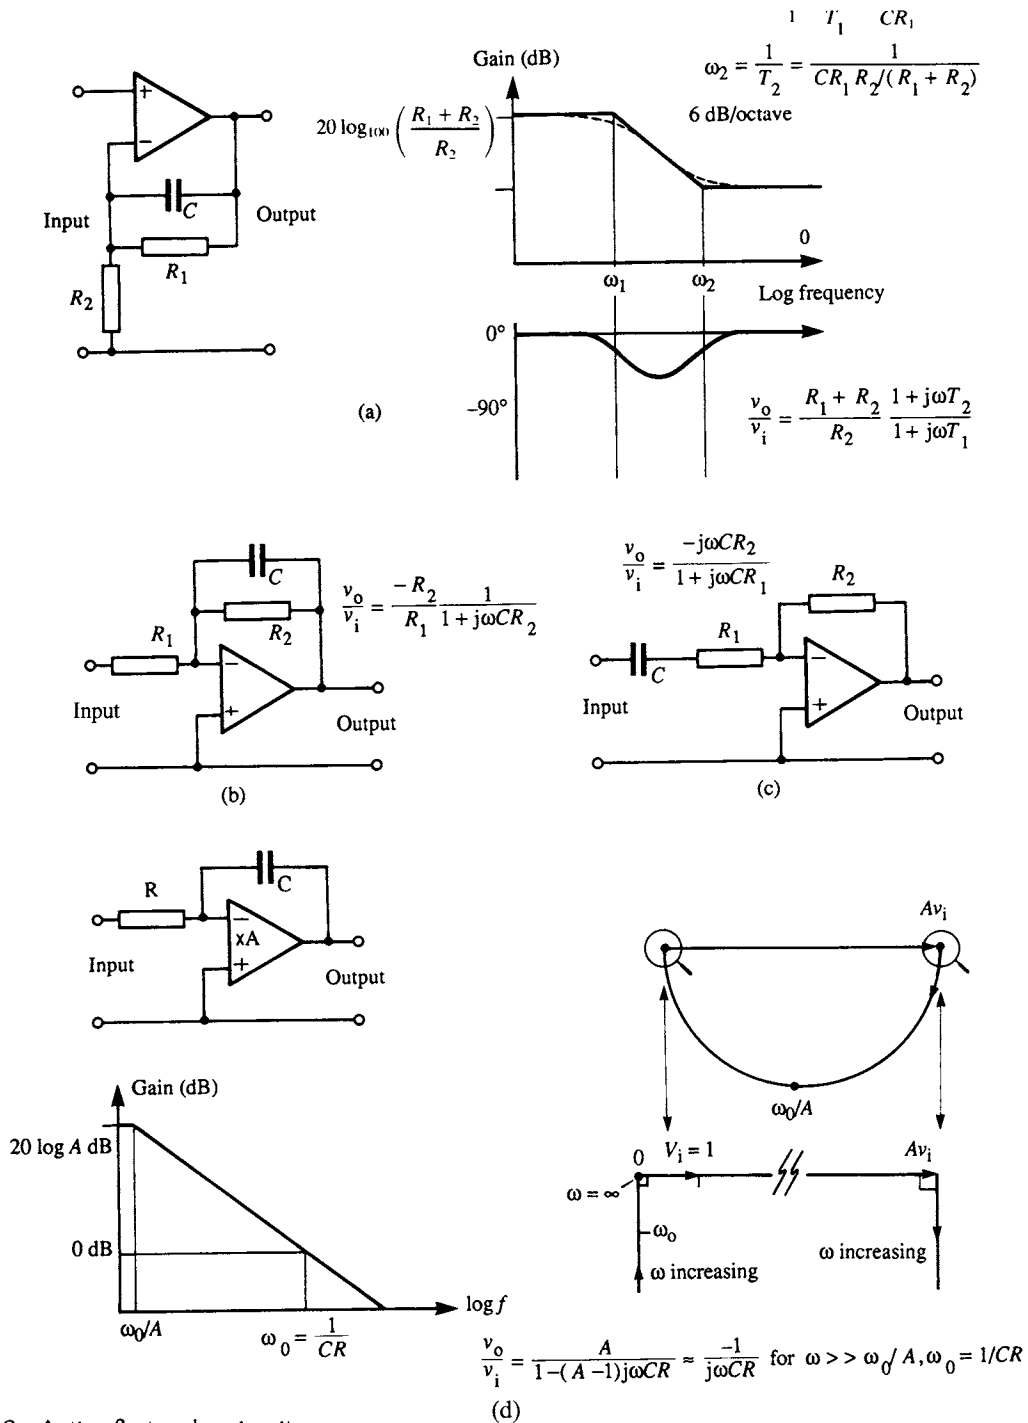 1 T₁ CR₁
Gain (dB)
ω₂ = 1/T₂ = 1/(CR₁R₂/(R₁ + R₂))
+
20 log₁₀₀ ((R₁ + R₂)/R₂)
6 dB/octave
−
C
Input
Output
R₁
0
R₂
ω₁ ω₂
Log frequency
0°
−90°
(a)
v₀/vᵢ = (R₁ + R₂)/R₂ (1 + jωT₂)/(1 + jωT₁)
C
v₀/vᵢ = −R₂/R₁ 1/(1 + jωCR₂)
R₂
R₁
−
+
Input
Output
(b)
v₀/vᵢ = −jωCR₂/(1 + jωCR₁)
R₂
R₁
C
−
+
Input
Output
(c)
R
C
−
xA
+
Input
Output
Gain (dB)
20 log A dB
0 dB
log f
ω₀/A
ω₀ = 1/CR
Avᵢ
ω₀/A
0 Vᵢ = 1 Avᵢ
ω = ∞
ω₀
ω increasing
ω increasing
v₀/vᵢ = A/(1−(A −1)jωCR) ≈ −1/jωCR for ω >> ω₀/A, ω₀ = 1/CR
(d)